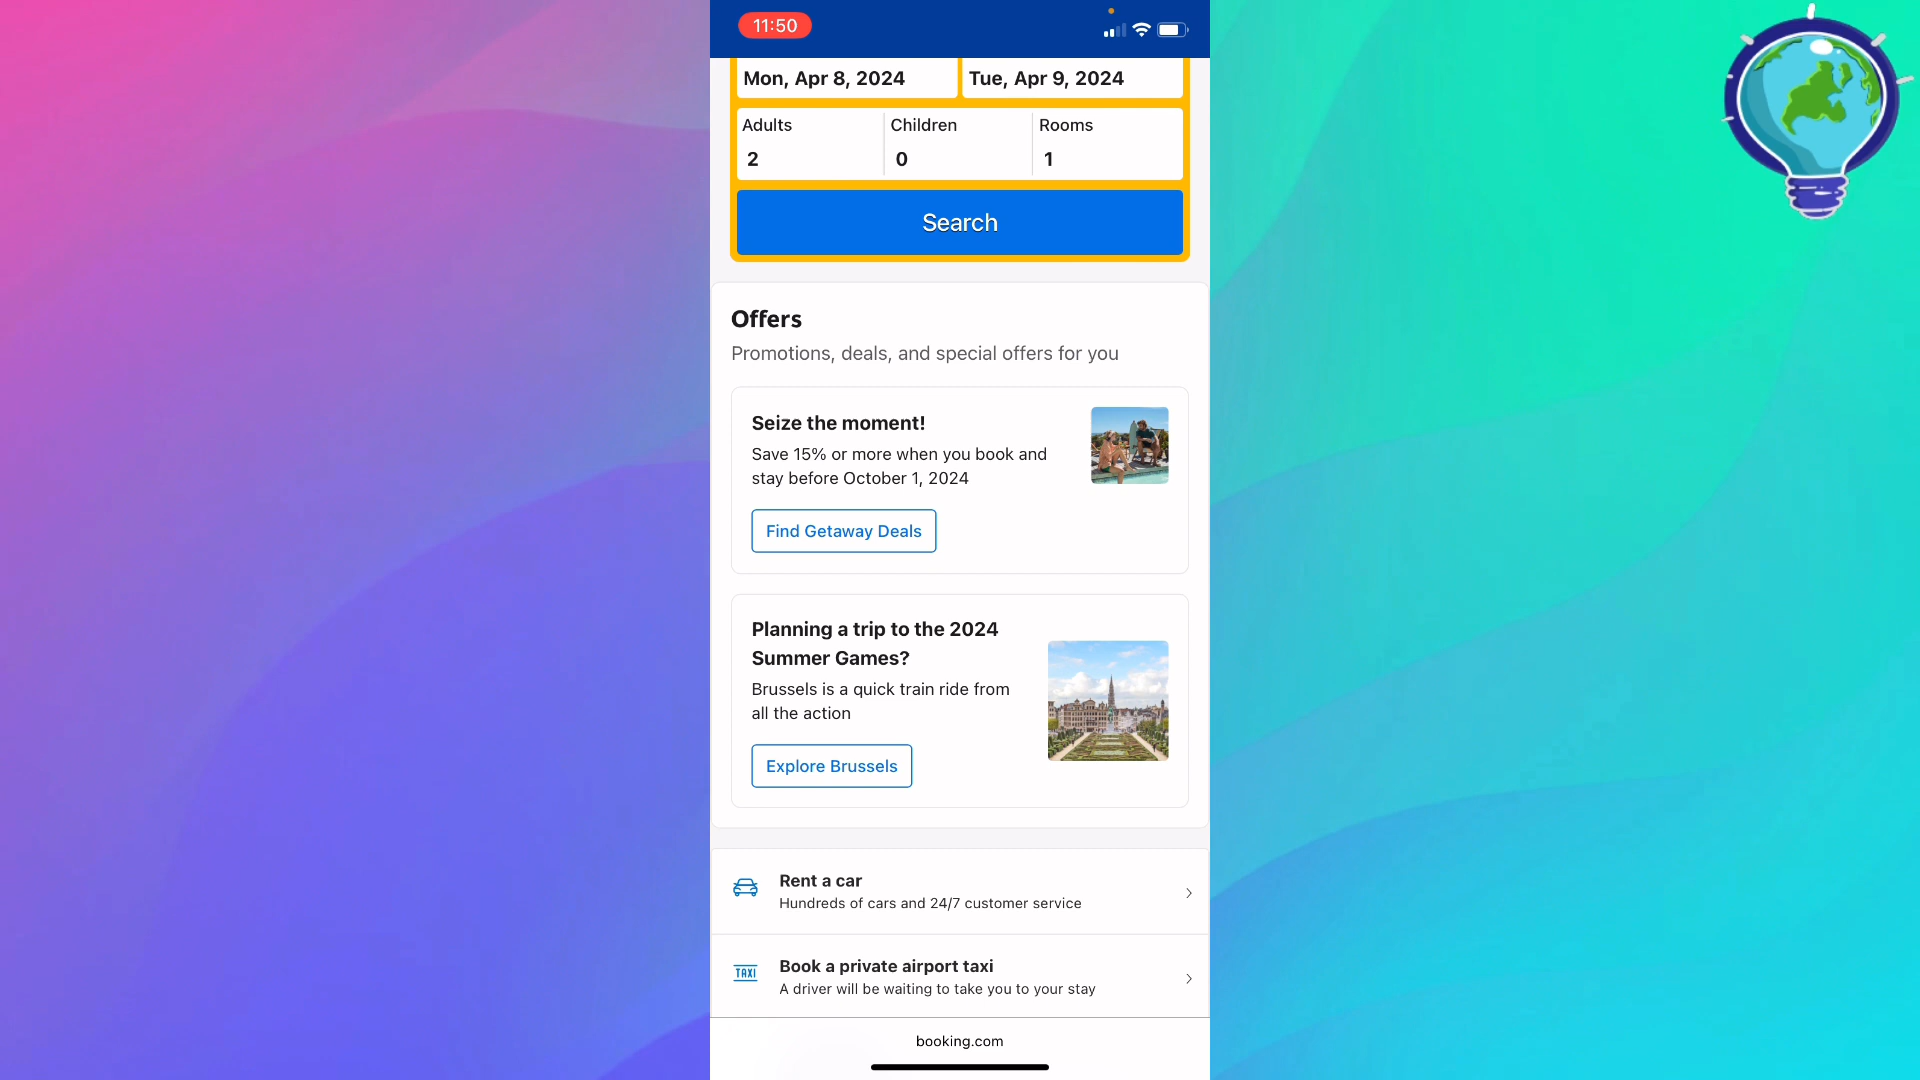 11:50
Mon, Apr 8, 2024
Tue, Apr 9, 2024
Adults
Children
Rooms
2
0
1
Search
Offers
Promotions, deals, and special offers for you
Seize the moment!
Save 15% or more when you book and
stay before October 1, 2024
Find Getaway Deals
Planning a trip to the 2024
Summer Games?
Brussels is a quick train ride from
all the action
Explore Brussels
Rent a car
Hundreds of cars and 24/7 customer service
TAXI
Book a private airport taxi
A driver will be waiting to take you to your stay
booking.com